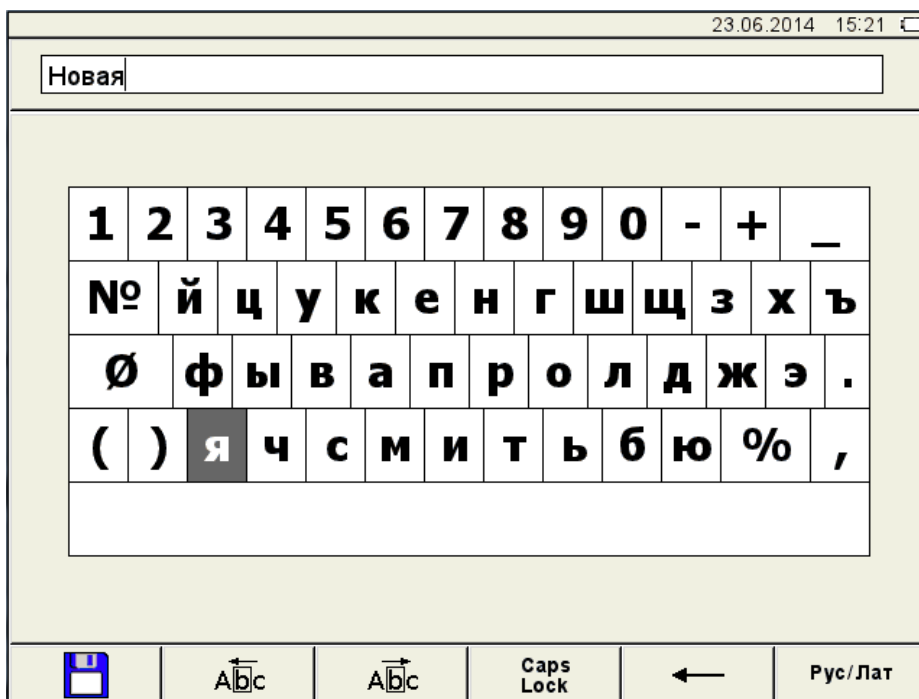 23.06.2014 15:21
Новая
1 2 3 4 5 6 7 8 9 0 - + _
№ й ц у к е н г ш щ з х ъ
Ø ф ы в а п р о л д ж э .
( ) я ч с м и т ь б ю % ,
Abc Abc Caps Lock Рус/Лат